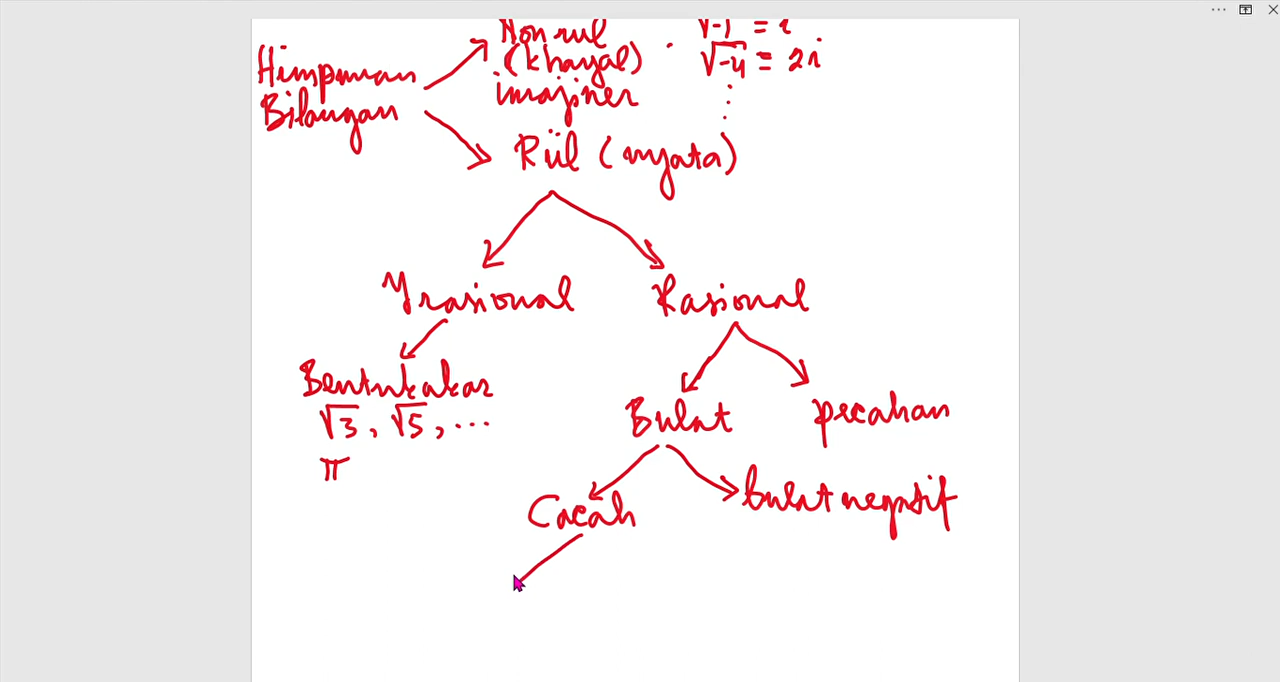 Non riil
√-1 = i
Himpunan
(khayal)
√-4 = 2i
Bilangan
imajiner
Riil (nyata)
Yrasional
Rasional
Bentuk akar
√3, √5, ...
π
Bulat
pecahan
Cacah
bulat negatif